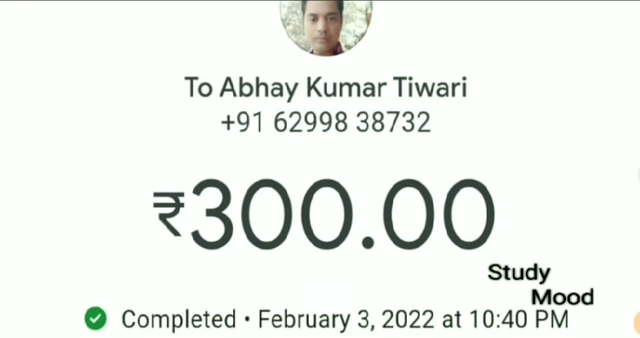 To Abhay Kumar Tiwari
+91 62998 38732
₹300.00
Study
Mood
Completed • February 3, 2022 at 10:40 PM